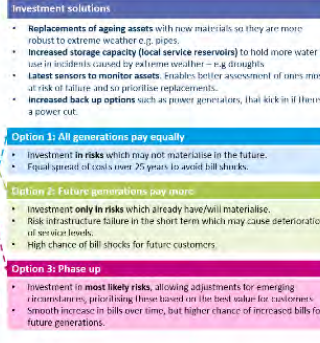 Investment solutions
• Replacements of ageing assets with new materials so they are more
robust to extreme weather e.g. pipes.
• Increased storage capacity (local service reservoirs) to hold more water
use in incidents caused by extreme weather – e.g droughts
• Latest sensors to monitor assets. Enables better assessment of ones mos
at risk of failure and so prioritise replacements.
• Increased back up options such as power generators, that kick in if there
a power cut.
Option 1: All generations pay equally
• Investment in risks which may not materialise in the future.
• Equal spread of costs over 25 years to avoid bill shocks.
Option 2: Future generations pay more
• Investment only in risks which already have/will materialise.
• Risk infrastructure failure in the short term which may cause deterioratio
of service levels.
• High chance of bill shocks for future customers
Option 3: Phase up
• Investment in most likely risks, allowing adjustments for emerging
circumstances, prioritising these based on the best value for customers
• Smooth increase in bills over time, but higher chance of increased bills fo
future generations.